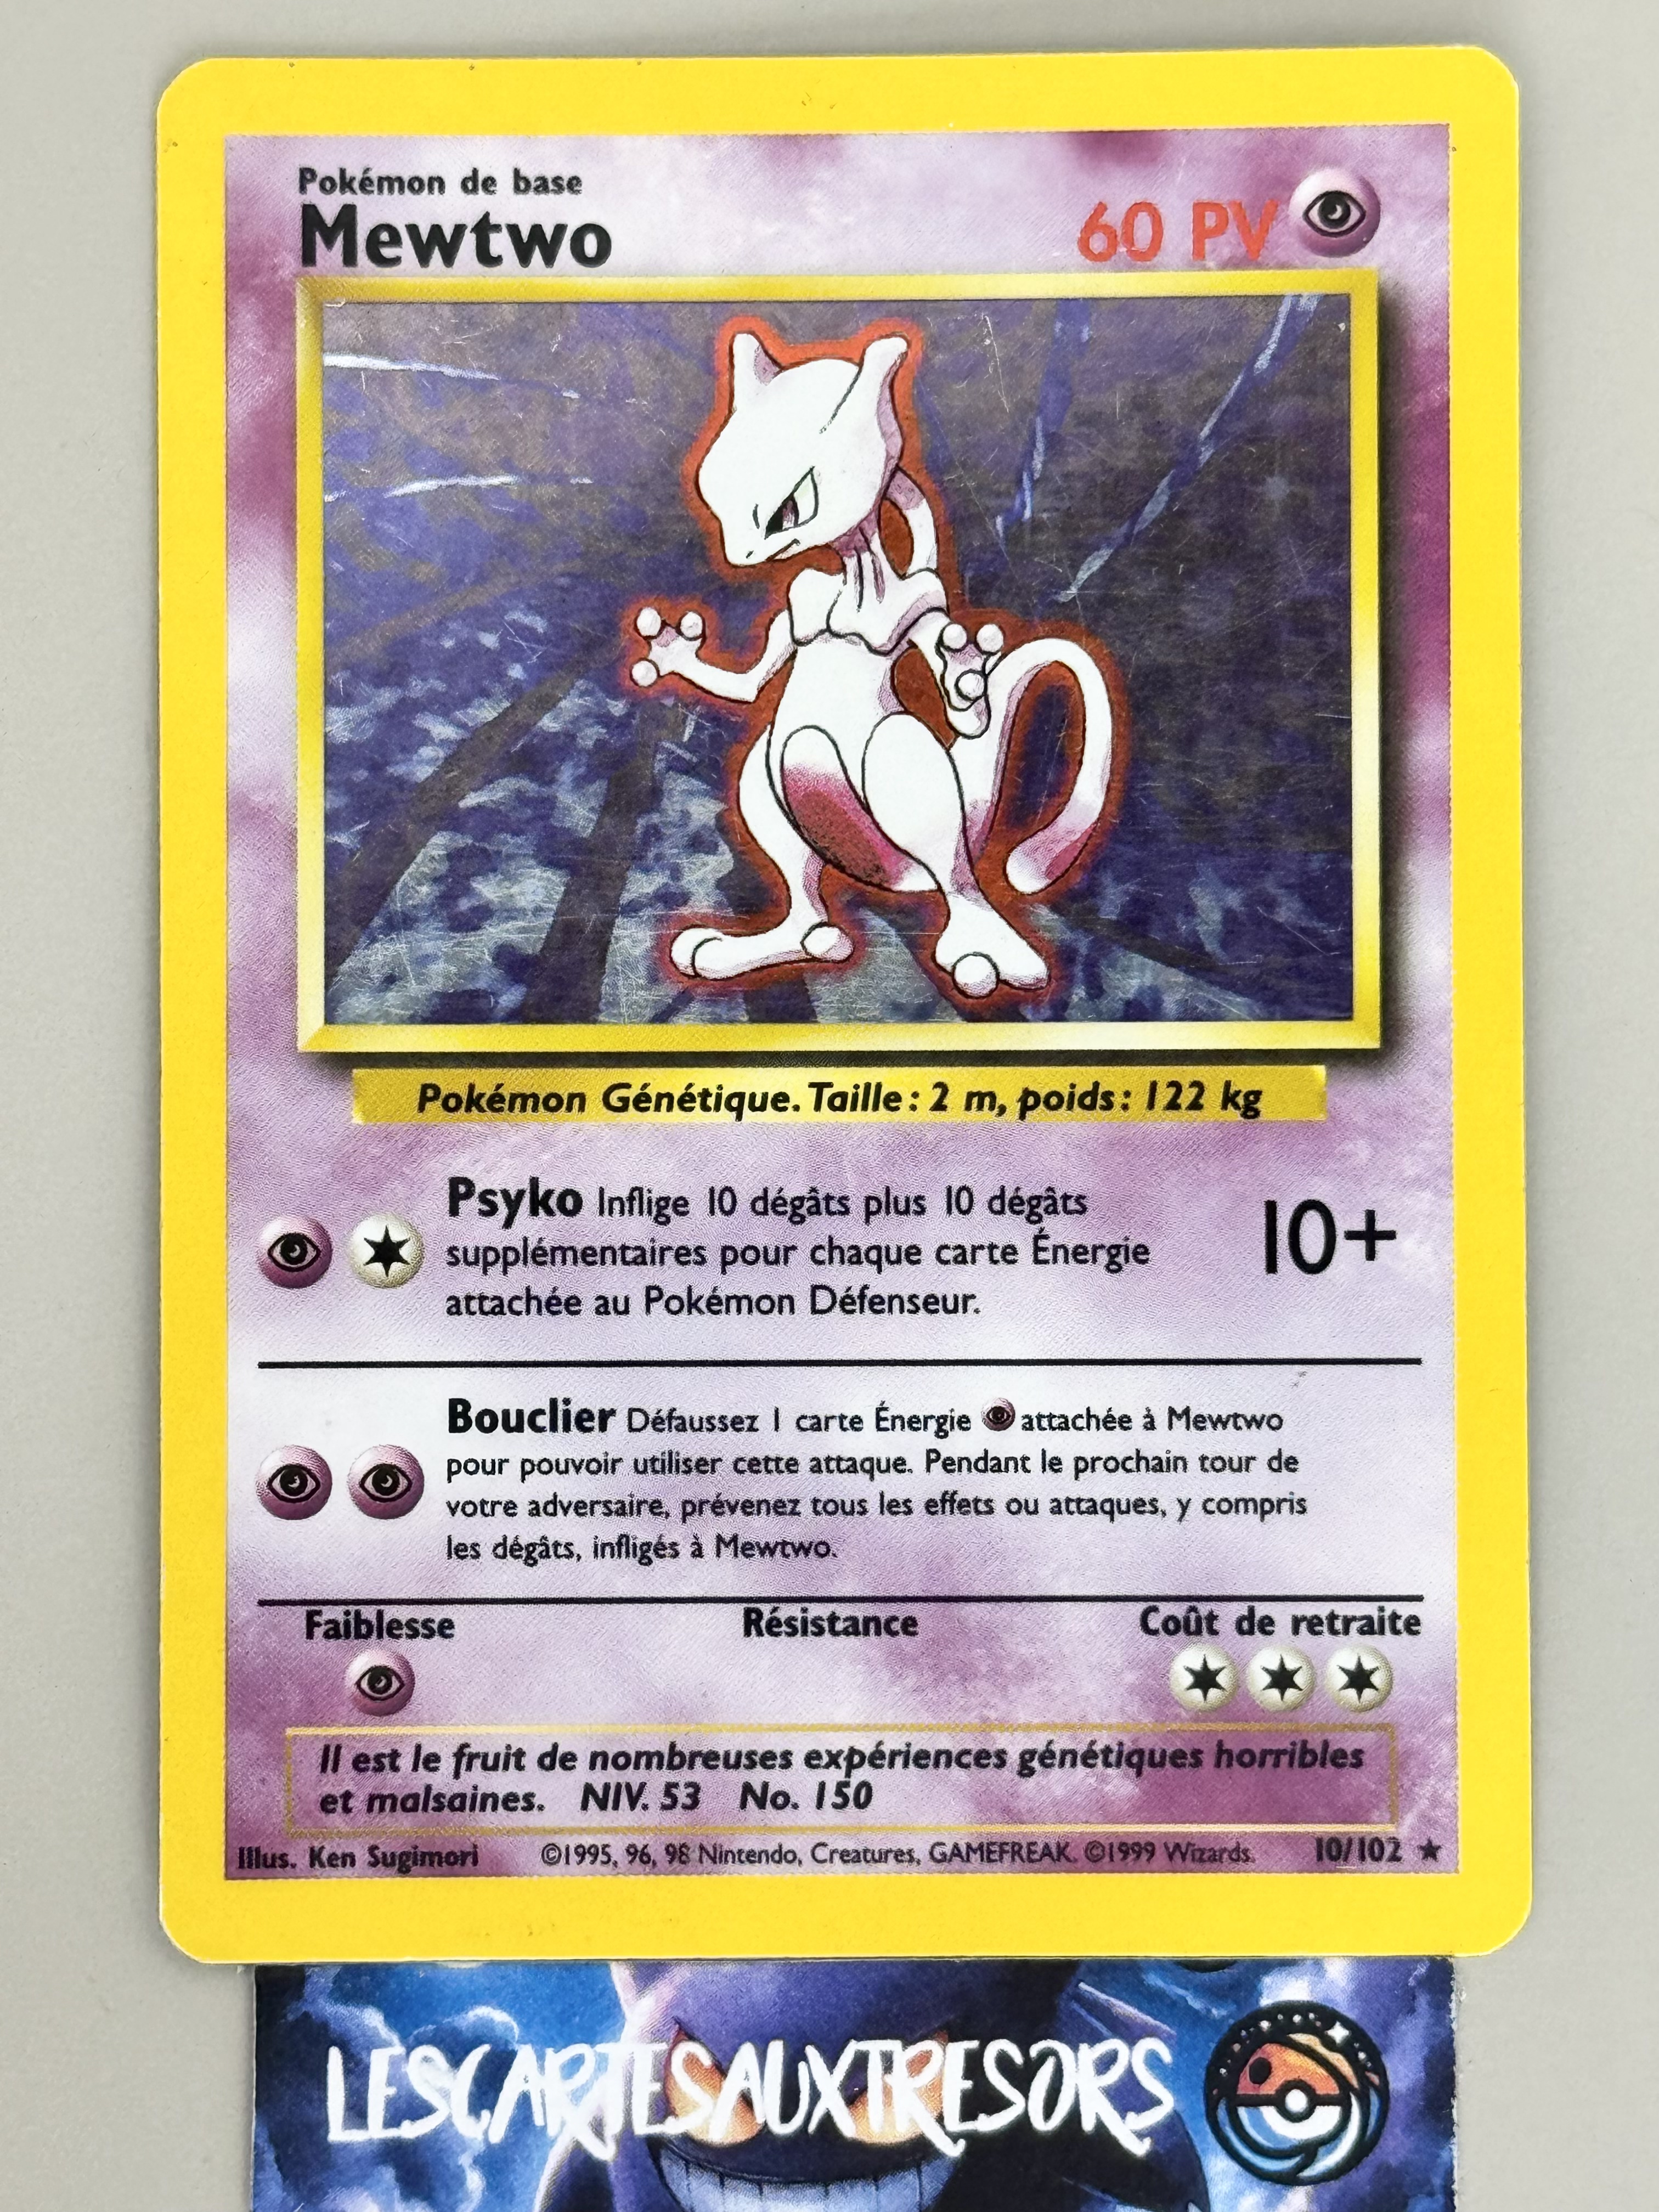 Pokémon de base
Mewtwo
60 PV
Pokémon Génétique. Taille: 2 m, poids: 122 kg
Psyko Inflige 10 dégâts plus 10 dégâts
supplémentaires pour chaque carte Énergie
attachée au Pokémon Défenseur.
10+
Bouclier Défaussez 1 carte Énergie attachée à Mewtwo
pour pouvoir utiliser cette attaque. Pendant le prochain tour de
votre adversaire, prévenez tous les effets ou attaques, y compris
les dégâts, infligés à Mewtwo.
Faiblesse Résistance Coût de retraite
Il est le fruit de nombreuses expériences génétiques horribles
et malsaines. NIV. 53 No. 150
Illus. Ken Sugimori ©1995, 96, 98 Nintendo, Creatures, GAMEFREAK. ©1999 Wizards. 10/102 ★
LESCARTESAUXTRESORS